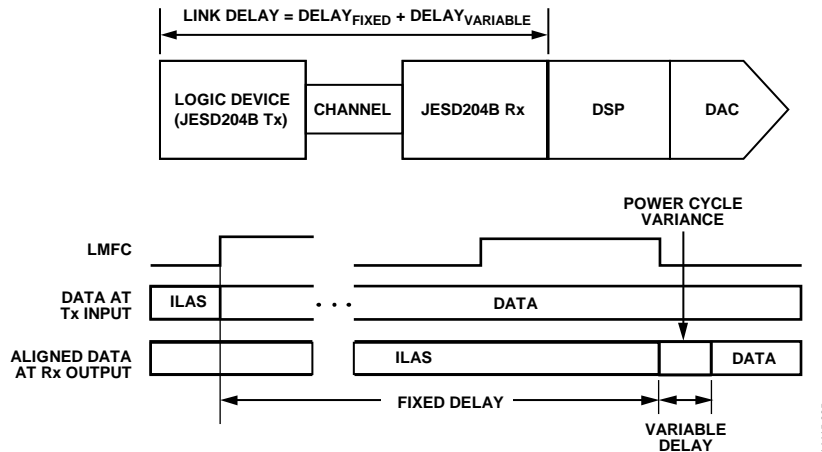 LINK DELAY = DELAYFIXED + DELAYVARIABLE
LOGIC DEVICE
(JESD204B Tx)
CHANNEL
JESD204B Rx
DSP
DAC
POWER CYCLE
VARIANCE
LMFC
DATA AT
Tx INPUT
ILAS
. . .
DATA
ALIGNED DATA
AT Rx OUTPUT
ILAS
DATA
FIXED DELAY
VARIABLE
DELAY